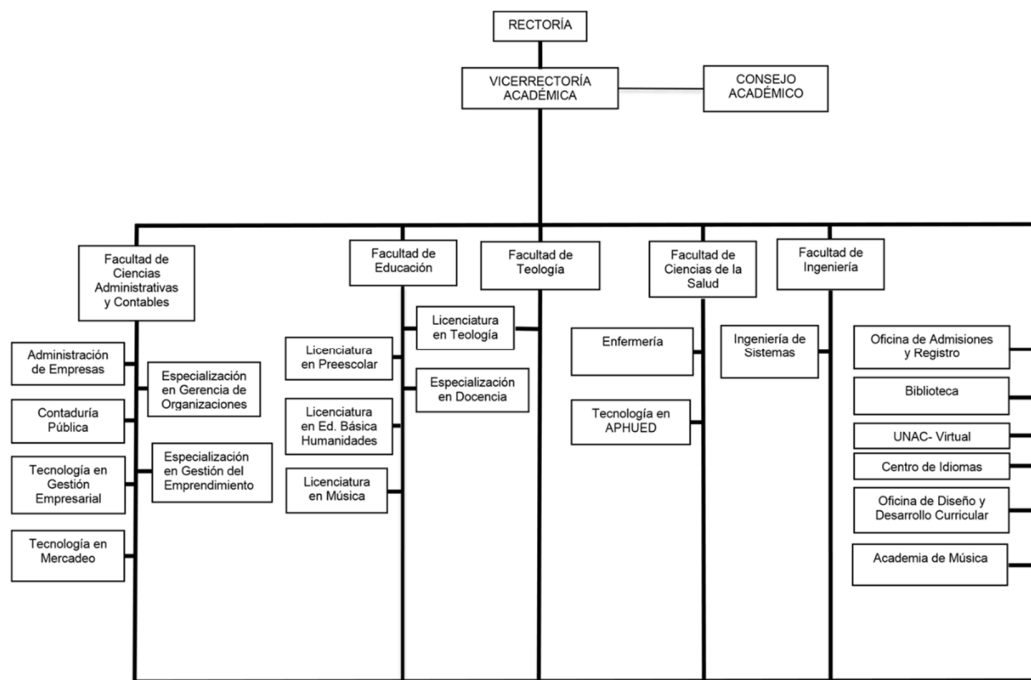 RECTORÍA
VICERRECTORÍA
ACADÉMICA
CONSEJO
ACADÉMICO
Facultad de
Ciencias
Administrativas
y Contables
Facultad de
Educación
Facultad de
Teología
Facultad de
Ciencias de la
Salud
Facultad de
Ingeniería
Administración
de Empresas
Contaduría
Pública
Tecnología en
Gestión
Empresarial
Tecnología en
Mercadeo
Especialización
en Gerencia de
Organizaciones
Especialización
en Gestión del
Emprendimiento
Licenciatura
en Preescolar
Licenciatura
en Ed. Básica
Humanidades
Licenciatura
en Música
Licenciatura
en Teología
Especialización
en Docencia
Enfermería
Tecnología en
APHUED
Ingeniería de
Sistemas
Oficina de Admisiones
y Registro
Biblioteca
UNAC- Virtual
Centro de Idiomas
Oficina de Diseño y
Desarrollo Curricular
Academia de Música